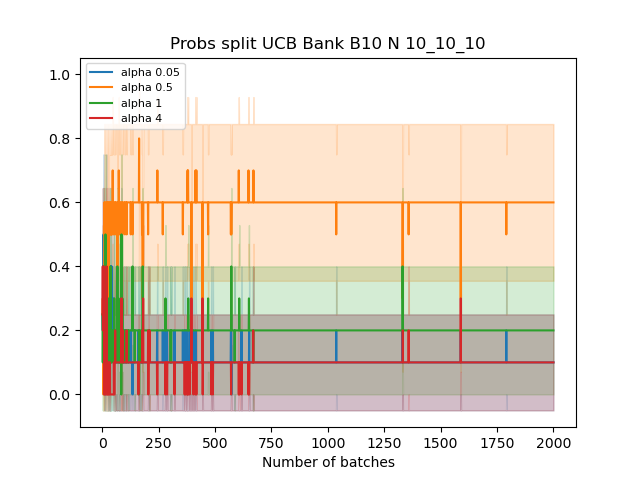 Probs split UCB Bank B10 N 10_10_10
alpha 0.05
alpha 0.5
alpha 1
alpha 4
1.0
0.8
0.6
0.4
0.2
0.0
0 250 500 750 1000 1250 1500 1750 2000
Number of batches